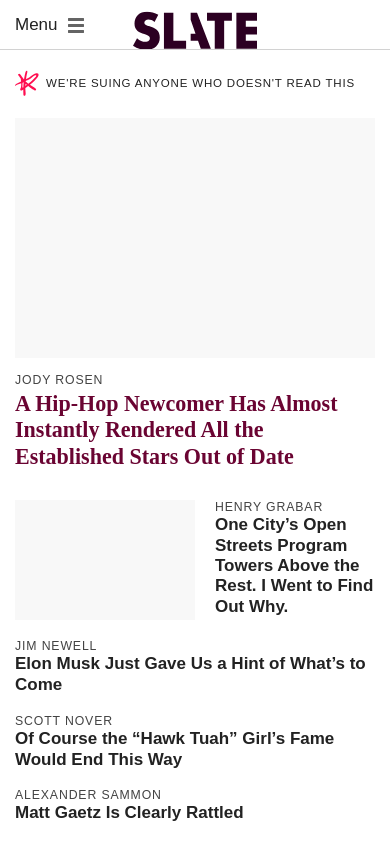 Menu
SLATE
WE'RE SUING ANYONE WHO DOESN'T READ THIS
JODY ROSEN
A Hip-Hop Newcomer Has Almost
Instantly Rendered All the
Established Stars Out of Date
HENRY GRABAR
One City’s Open
Streets Program
Towers Above the
Rest. I Went to Find
Out Why.
JIM NEWELL
Elon Musk Just Gave Us a Hint of What’s to
Come
SCOTT NOVER
Of Course the “Hawk Tuah” Girl’s Fame
Would End This Way
ALEXANDER SAMMON
Matt Gaetz Is Clearly Rattled